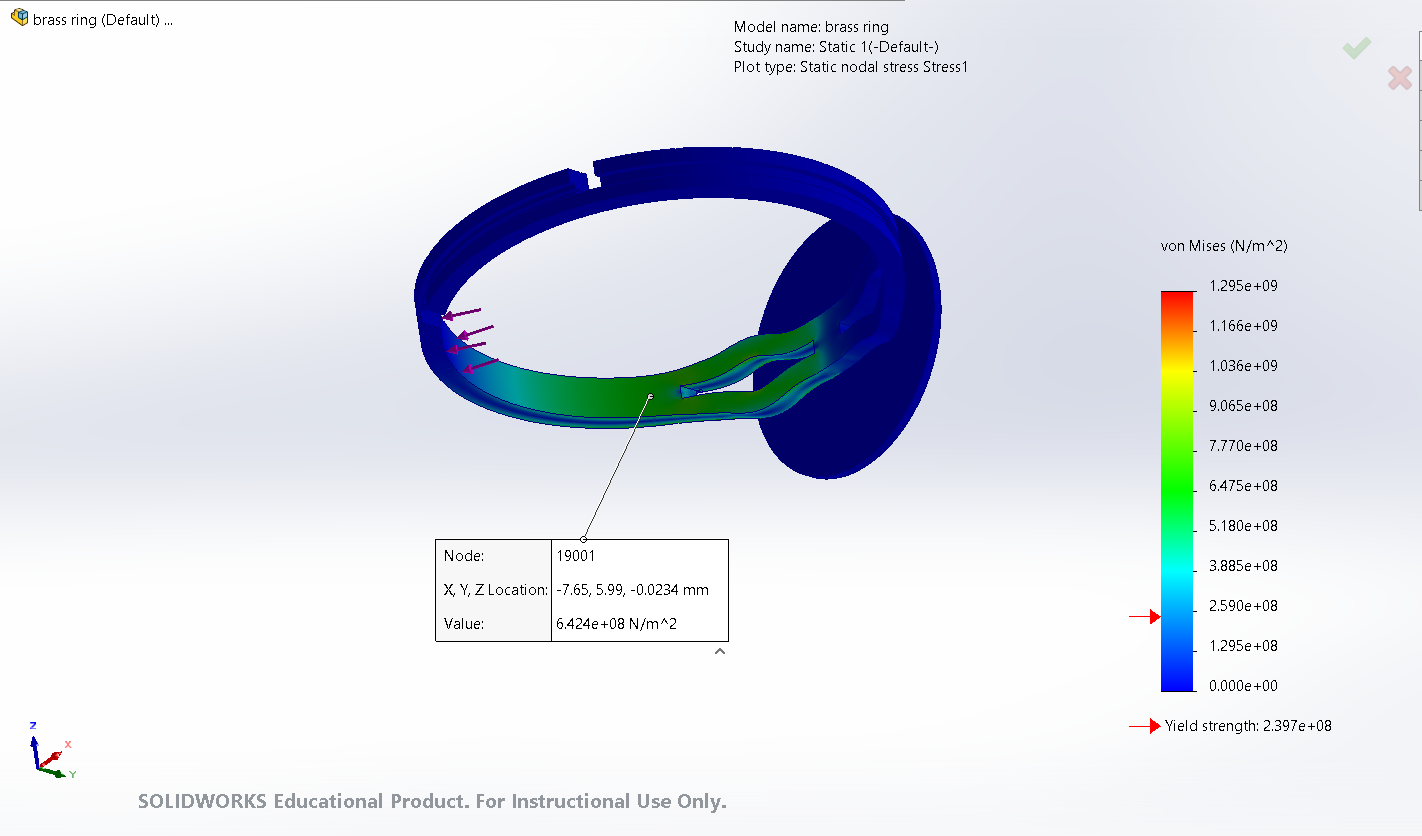 brass ring (Default) ...
Model name: brass ring
Study name: Static 1(-Default-)
Plot type: Static nodal stress Stress1
von Mises (N/m^2)
1.295e+09
1.166e+09
1.036e+09
9.065e+08
7.770e+08
6.475e+08
5.180e+08
3.885e+08
2.590e+08
1.295e+08
0.000e+00
Yield strength: 2.397e+08
Node: 19001
X, Y, Z Location: -7.65, 5.99, -0.0234 mm
Value: 6.424e+08 N/m^2
Z
X
Y
SOLIDWORKS Educational Product. For Instructional Use Only.